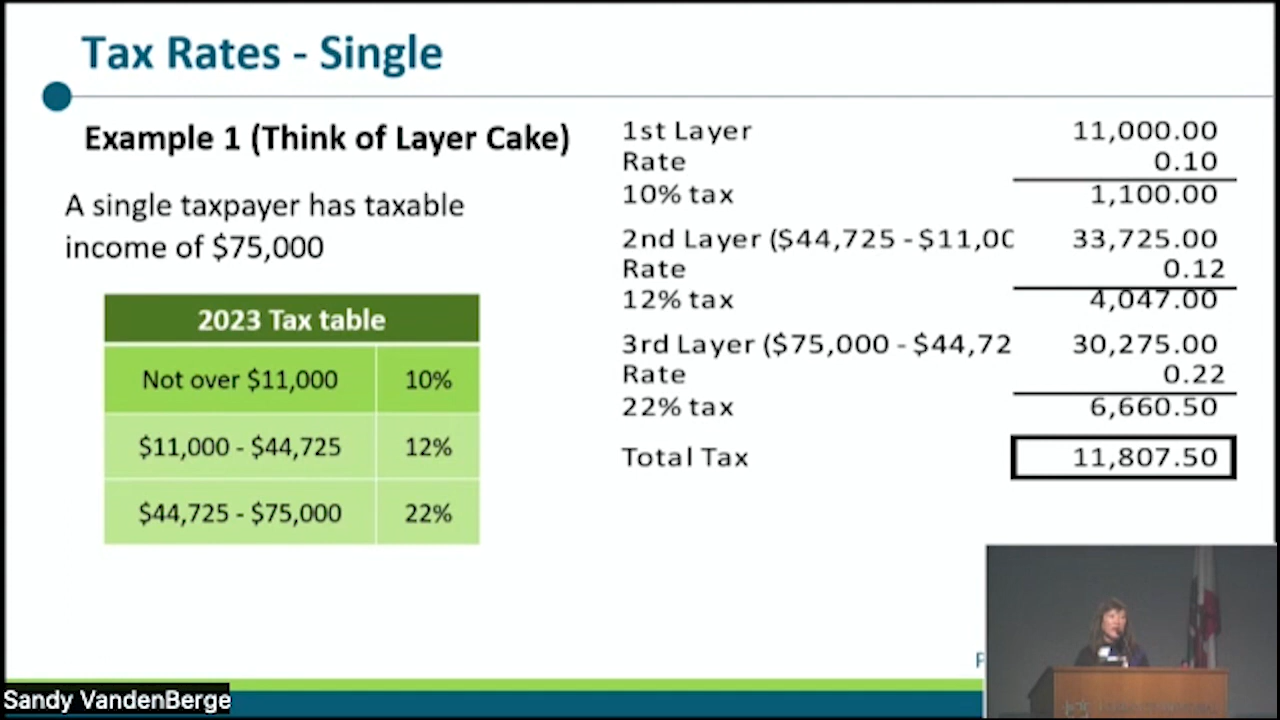 Tax Rates - Single
Example 1 (Think of Layer Cake)
A single taxpayer has taxable
income of $75,000
2023 Tax table
Not over $11,000 10%
$11,000 - $44,725 12%
$44,725 - $75,000 22%
1st Layer 11,000.00
Rate 0.10
10% tax 1,100.00
2nd Layer ($44,725 - $11,00 33,725.00
Rate 0.12
12% tax 4,047.00
3rd Layer ($75,000 - $44,72 30,275.00
Rate 0.22
22% tax 6,660.50
Total Tax 11,807.50
Sandy VandenBerge